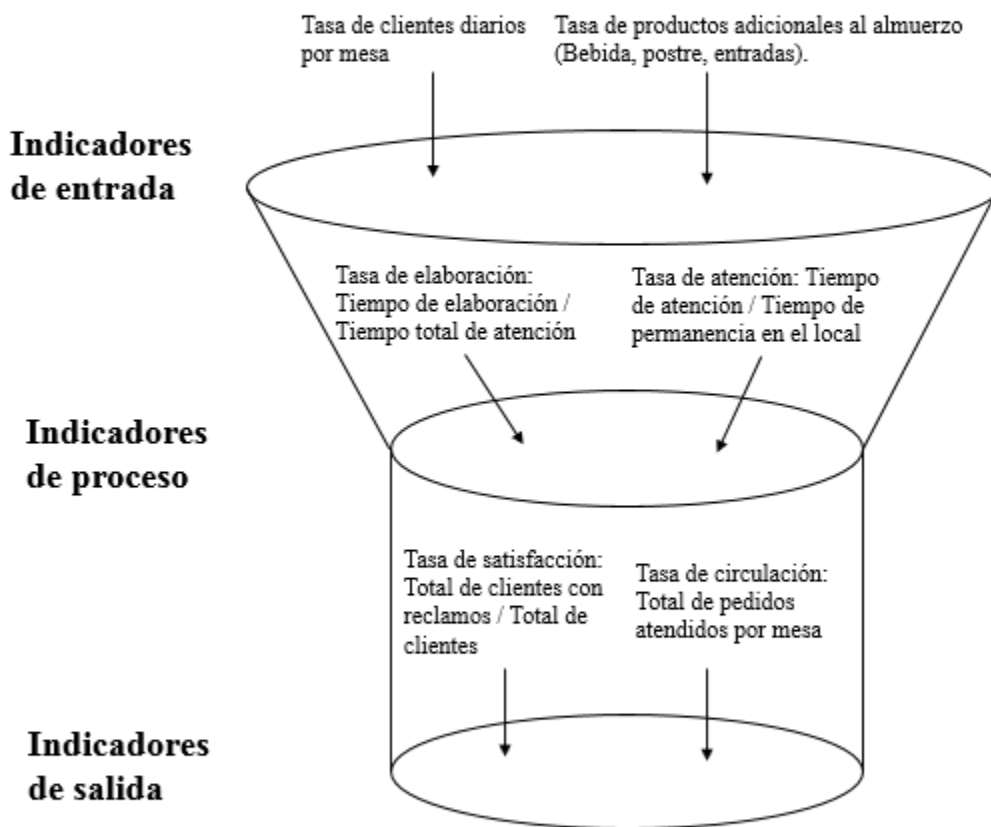 Tasa de clientes diarios
por mesa
Tasa de productos adicionales al almuerzo
(Bebida, postre, entradas).
Indicadores
de entrada
Tasa de elaboración:
Tiempo de elaboración /
Tiempo total de atención
Tasa de atención: Tiempo
de atención / Tiempo de
permanencia en el local
Indicadores
de proceso
Tasa de satisfacción:
Total de clientes con
reclamos / Total de
clientes
Tasa de circulación:
Total de pedidos
atendidos por mesa
Indicadores
de salida